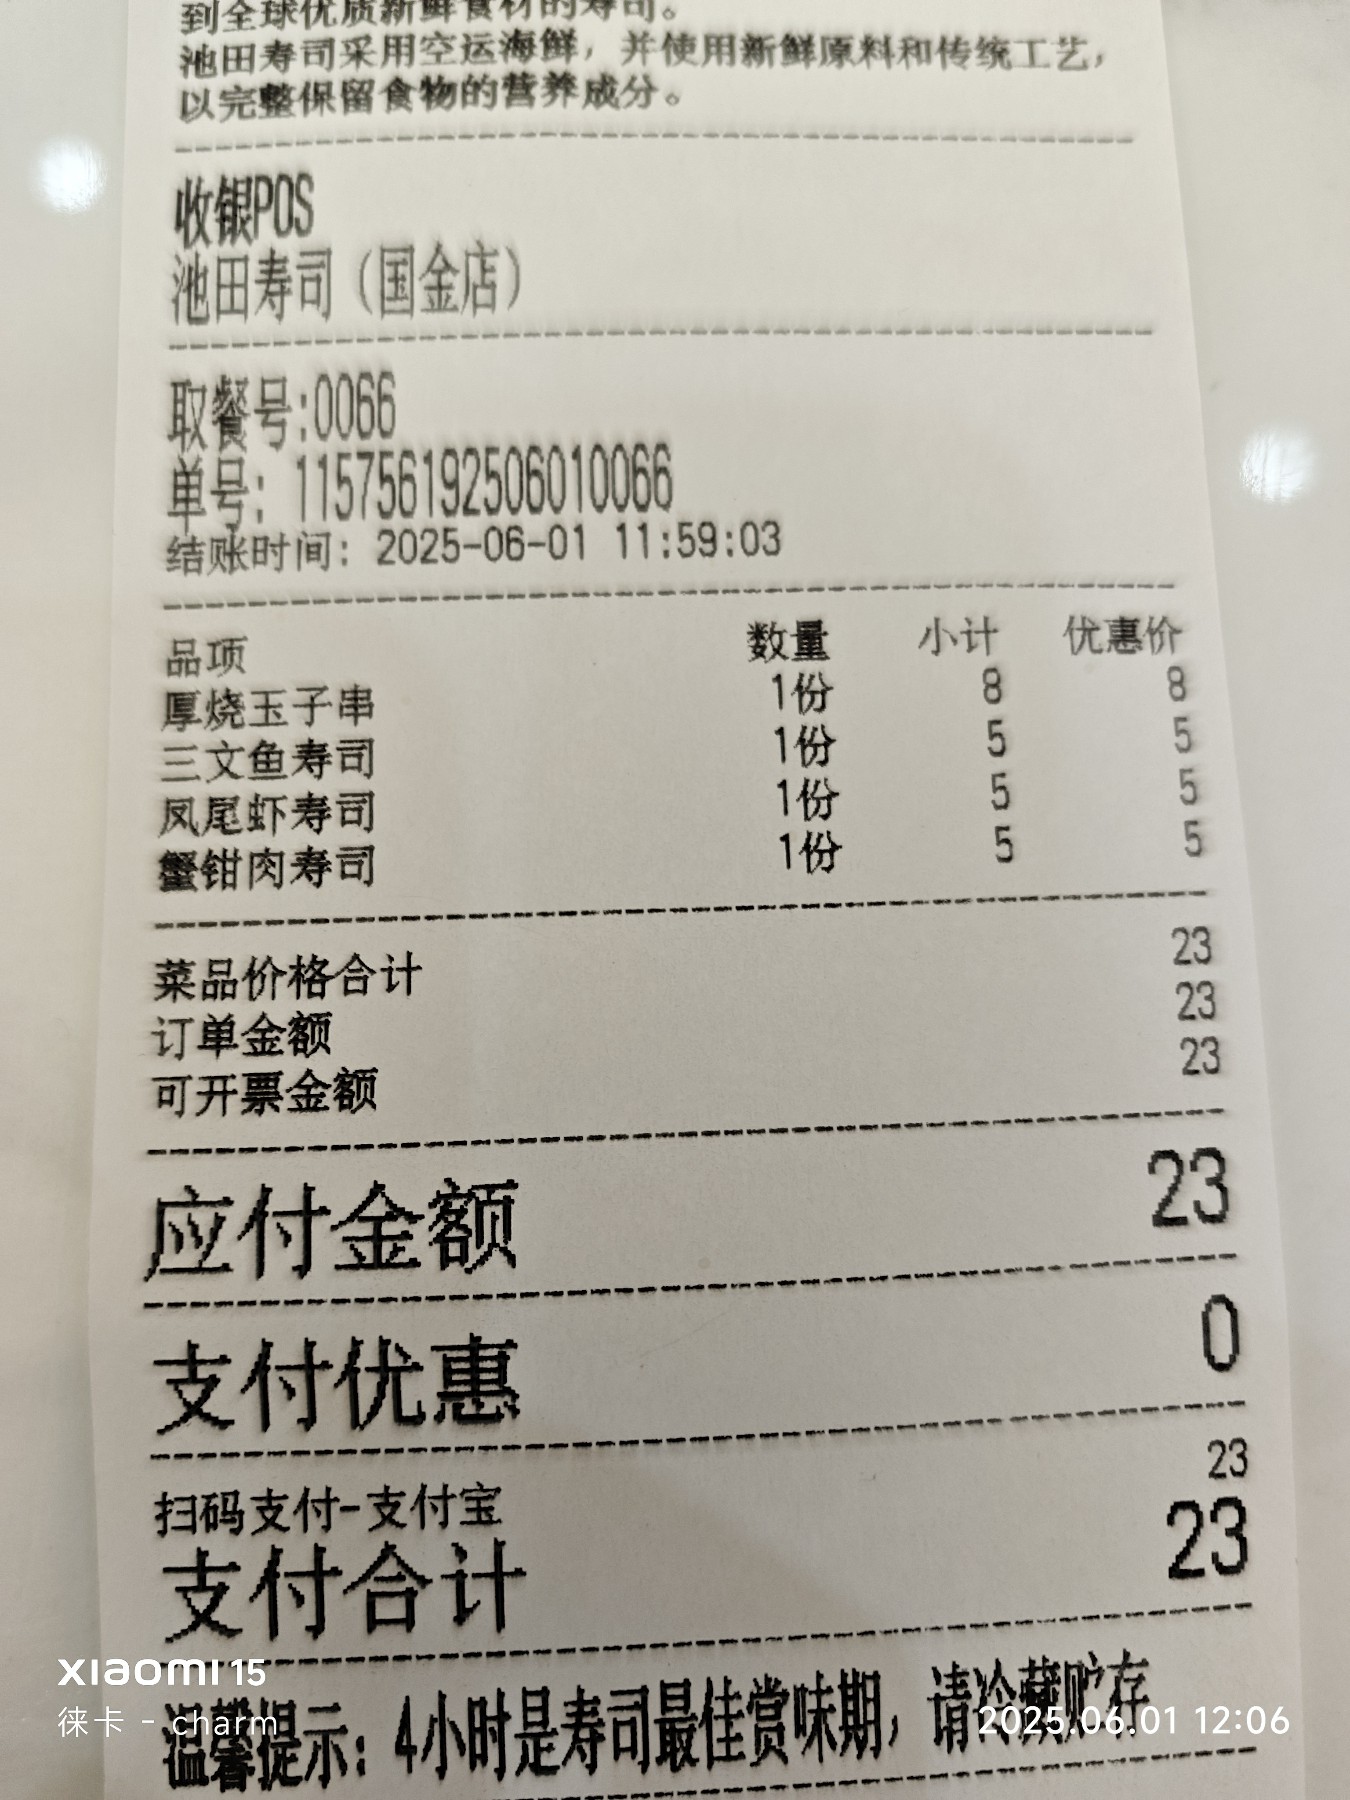 到全球优质新鲜食材的寿司。
池田寿司采用空运海鲜，并使用新鲜原料和传统工艺，
以完整保留食物的营养成分。
收银POS
池田寿司（国金店）
取餐号:0066
单号: 115756192506010066
结账时间: 2025-06-01 11:59:03
品项 数量 小计 优惠价
厚烧玉子串 1份 8 8
三文鱼寿司 1份 5 5
凤尾虾寿司 1份 5 5
蟹钳肉寿司 1份 5 5
菜品价格合计 23
订单金额 23
可开票金额 23
应付金额 23
支付优惠 0
扫码支付-支付宝 23
支付合计 23
温馨提示: 4小时是寿司最佳赏味期, 请冷藏贮存
xiaomi 15
徕卡 - charm
2025.06.01 12:06